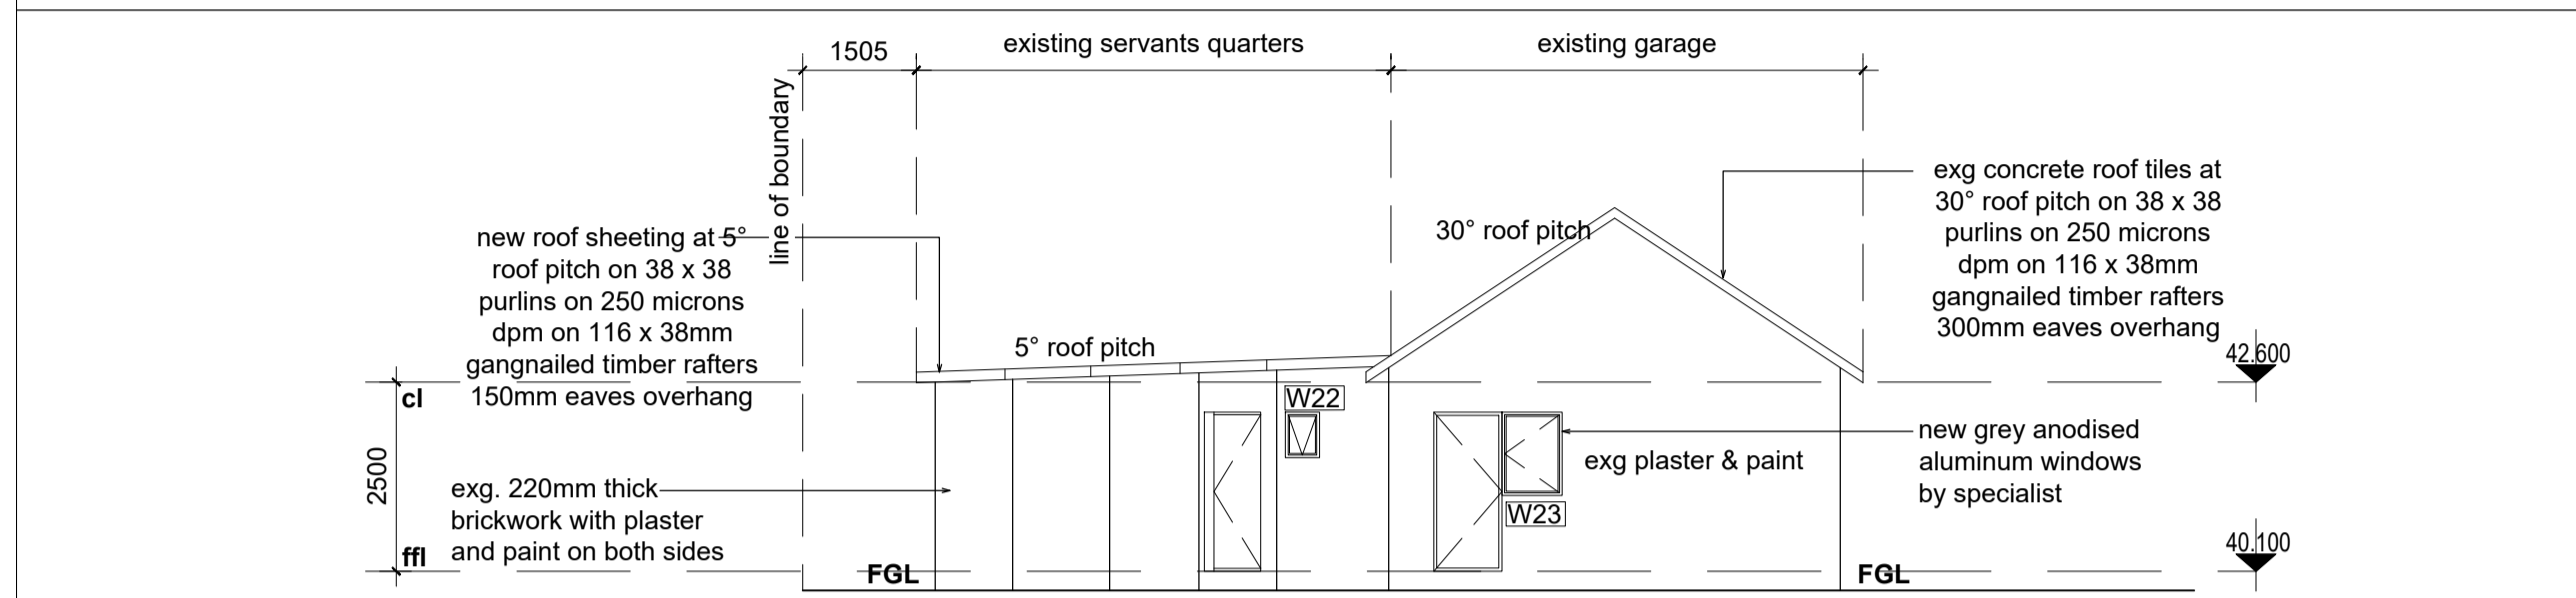 1505
existing servants quarters
existing garage
line of boundary
new roof sheeting at 5°
roof pitch on 38 x 38
purlins on 250 microns
dpm on 116 x 38mm
gangnailed timber rafters
150mm eaves overhang
5° roof pitch
30° roof pitch
exg concrete roof tiles at
30° roof pitch on 38 x 38
purlins on 250 microns
dpm on 116 x 38mm
gangnailed timber rafters
300mm eaves overhang
42.600
cl
2500
ffl
exg. 220mm thick
brickwork with plaster
and paint on both sides
W22
W23
exg plaster & paint
new grey anodised
aluminum windows
by specialist
40.100
FGL
FGL